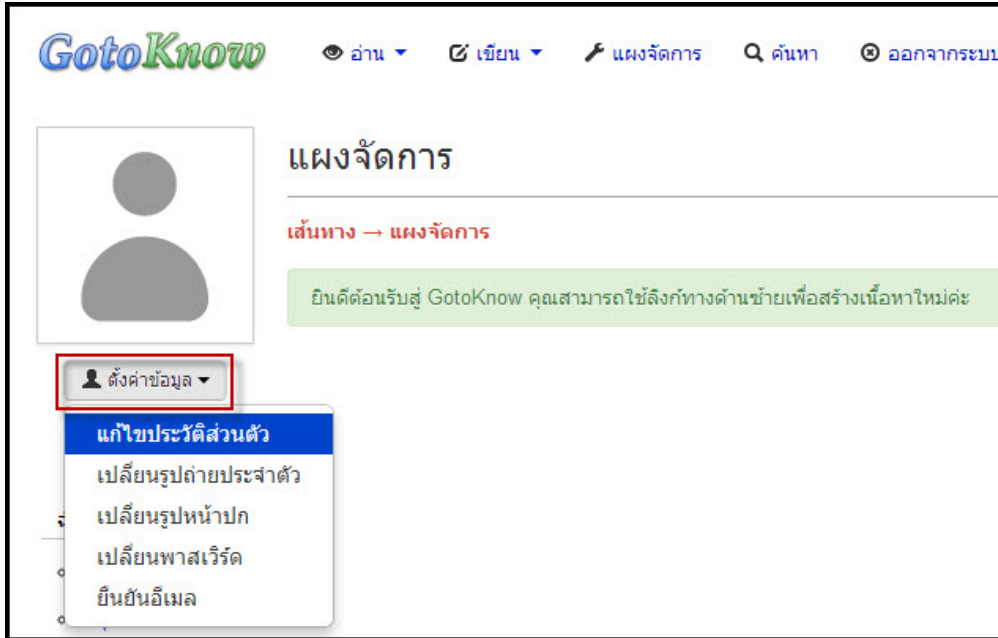 GotoKnow อ่าน เขียน แผงจัดการ ค้นหา ออกจากระบบ
แผงจัดการ
เส้นทาง → แผงจัดการ
ยินดีต้อนรับสู่ GotoKnow คุณสามารถใช้ลิงก์ทางด้านซ้ายเพื่อสร้างเนื้อหาใหม่ค่ะ
ตั้งค่าข้อมูล
แก้ไขประวัติส่วนตัว
เปลี่ยนรูปถ่ายประจำตัว
เปลี่ยนรูปหน้าปก
เปลี่ยนพาสเวิร์ด
ยืนยันอีเมล